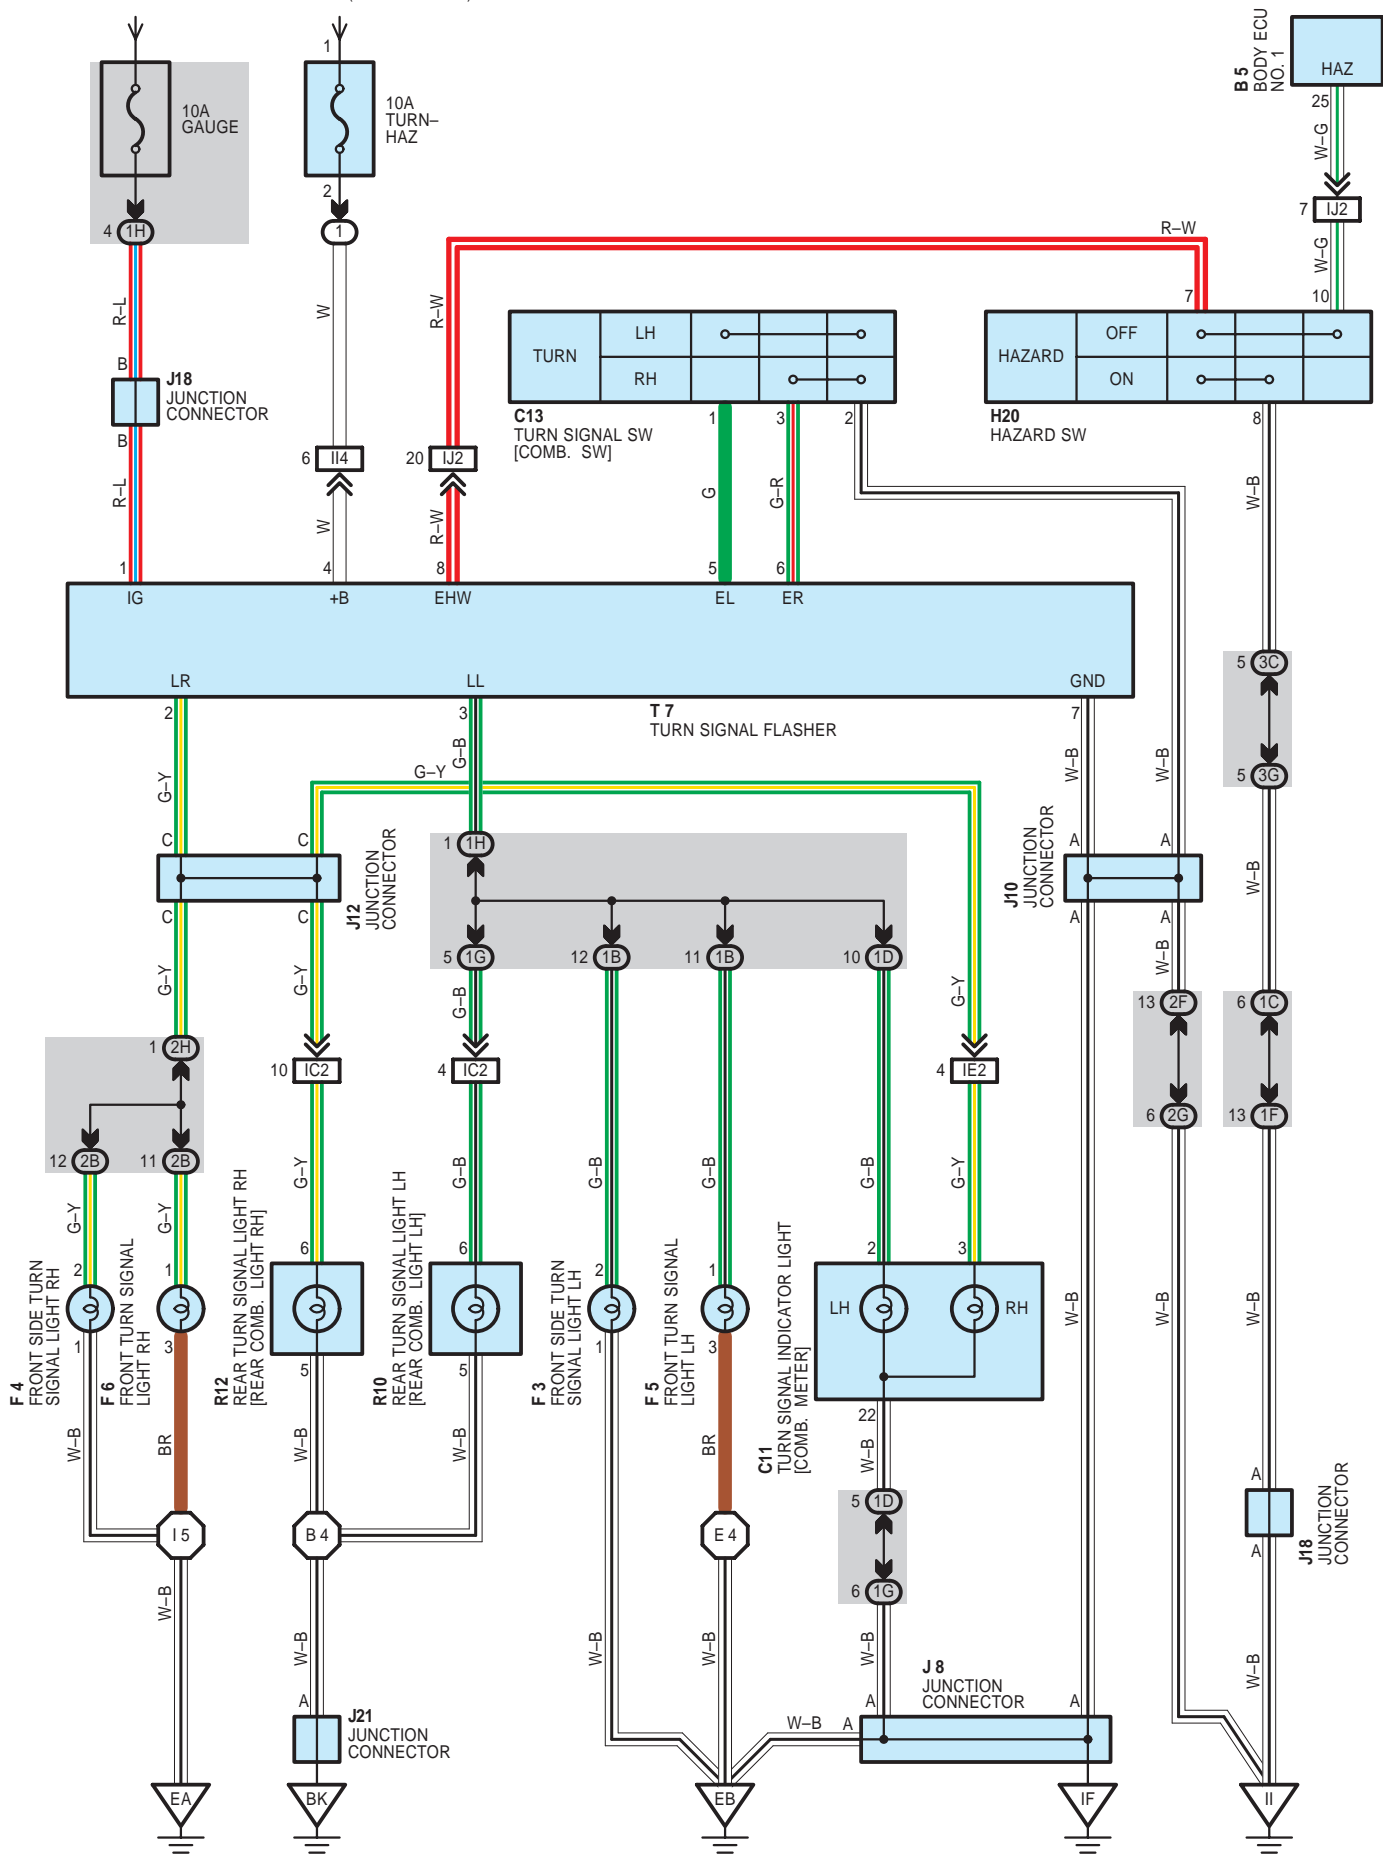 1
10A
GAUGE
10A
TURN–
HAZ
B 5
BODY ECU
NO. 1
HAZ
25
W–G
2
4 1H
1
7 IJ2
R–W
W–G
R–L
W
R–W
7
10
TURN
LH
RH
HAZARD
OFF
ON
B
J18
JUNCTION
CONNECTOR
B
C13
TURN SIGNAL SW
[COMB. SW]
1
3
2
H20
HAZARD SW
8
6 II4
20 IJ2
R–L
W
R–W
G
G–R
W–B
1
4
8
5
6
IG
+B
EHW
EL
ER
LR
LL
GND
2
3
T 7
TURN SIGNAL FLASHER
7
5 3C
5 3G
G–Y
G–B
G–Y
W–B
W–B
C
C
J12
JUNCTION
CONNECTOR
1 1H
J10
JUNCTION
CONNECTOR
A
A
W–B
C
C
A
A
5 1G
12 1B
11 1B
10 1D
G–Y
G–Y
G–B
G–Y
W–B
13 2F
6 1C
1 2H
10 IC2
4 IC2
4 IE2
6 2G
13 1F
12 2B
11 2B
G–Y
G–Y
G–Y
G–B
G–B
G–B
G–B
G–Y
2
1
6
6
2
1
2
3
F 4
FRONT SIDE TURN
SIGNAL LIGHT RH
F 6
FRONT TURN SIGNAL
LIGHT RH
R12
REAR TURN SIGNAL LIGHT RH
[REAR COMB. LIGHT RH]
R10
REAR TURN SIGNAL LIGHT LH
[REAR COMB. LIGHT LH]
F 3
FRONT SIDE TURN
SIGNAL LIGHT LH
F 5
FRONT TURN SIGNAL
LIGHT LH
C11
TURN SIGNAL INDICATOR LIGHT
[COMB. METER]
LH
RH
W–B
W–B
W–B
1
3
5
5
1
3
22
W–B
BR
W–B
W–B
BR
W–B
A
5 1D
I 5
B 4
E 4
J18
JUNCTION
CONNECTOR
A
6 1G
W–B
W–B
W–B
W–B
W–B
W–B
A
J21
JUNCTION
CONNECTOR
J 8
JUNCTION
CONNECTOR
A
A
W–B A
EA
BK
EB
IF
II